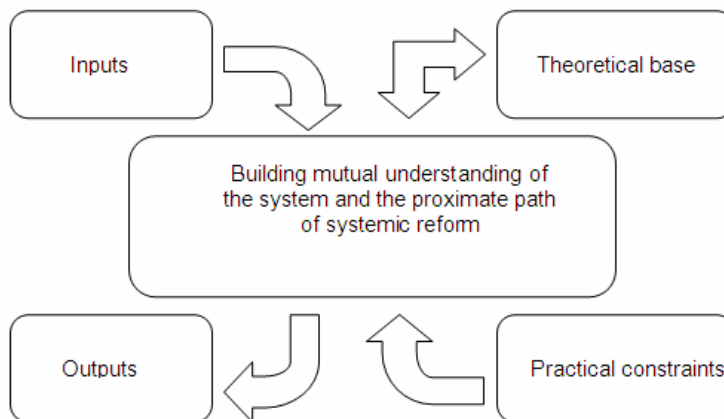 Inputs
Theoretical base
Building mutual understanding of
the system and the proximate path
of systemic reform
Outputs
Practical constraints